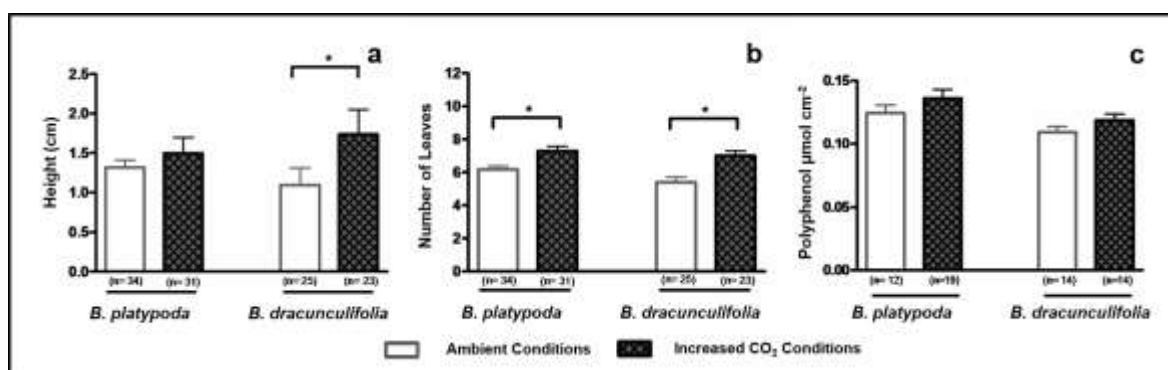 a
Height (cm)
2.5
2.0
1.5
1.0
0.5
0.0
*
(n= 34) (n= 31) (n=25) (n= 23)
B. platypoda B. dracunculifolia
b
Number of Leaves
12
10
8
6
4
2
0
* *
(n= 34) (n= 31) (n= 25) (n= 23)
B. platypoda B. dracunculifolia
c
Polyphenol µmol cm⁻²
0.15
0.10
0.05
0.00
(n= 12) (n=19) (n=14) (n=14)
B. platypoda B. dracunculifolia
Ambient Conditions Increased CO₂ Conditions